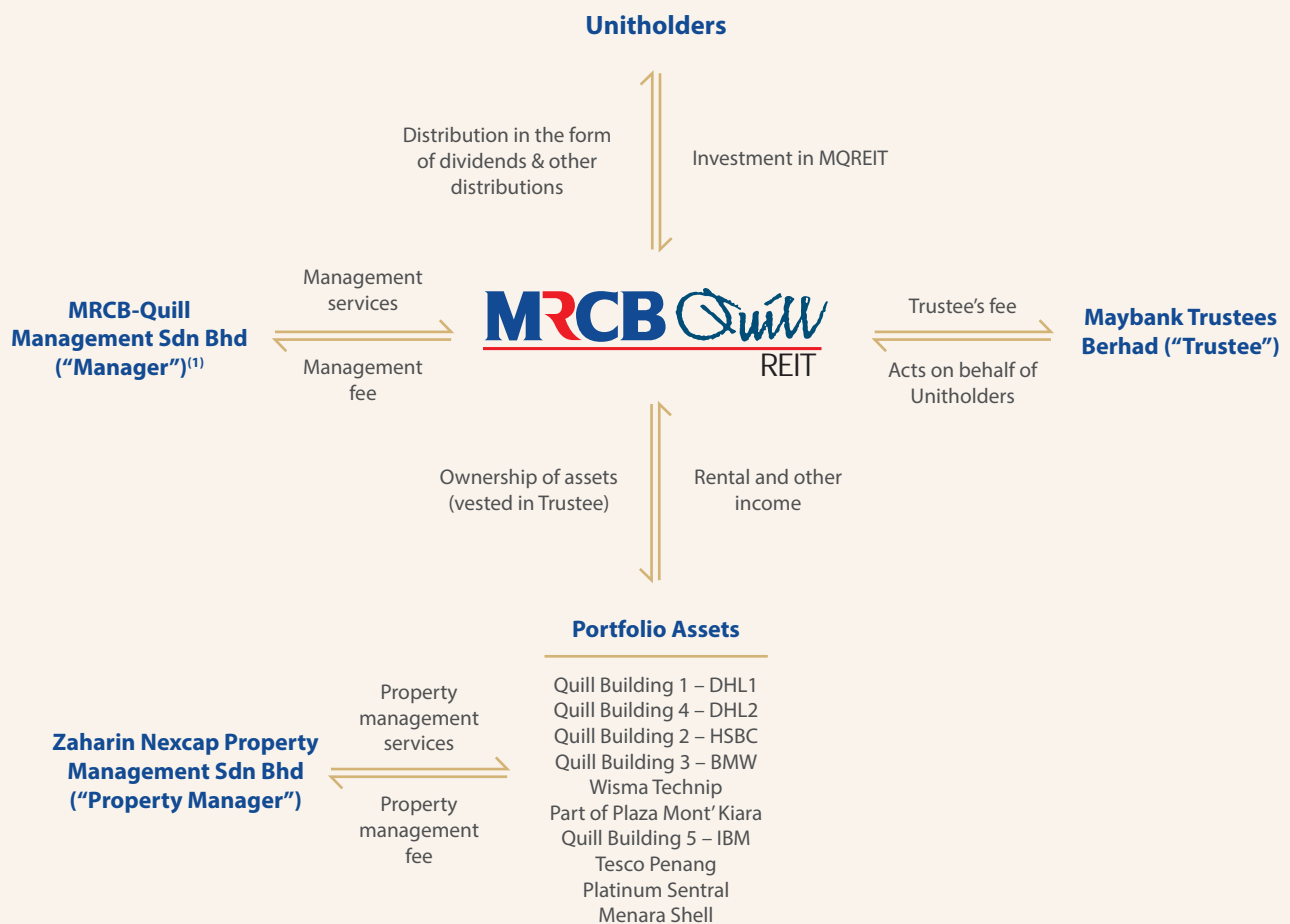 Unitholders
Distribution in the form
of dividends & other
distributions
Investment in MQREIT
MRCB-Quill
Management Sdn Bhd
(“Manager”)(1)
Management
services
Management
fee
MRCB Quill
REIT
Trustee’s fee
Acts on behalf of
Unitholders
Maybank Trustees
Berhad (“Trustee”)
Ownership of assets
(vested in Trustee)
Rental and other
income
Portfolio Assets
Quill Building 1 – DHL1
Quill Building 4 – DHL2
Quill Building 2 – HSBC
Quill Building 3 – BMW
Wisma Technip
Part of Plaza Mont’ Kiara
Quill Building 5 – IBM
Tesco Penang
Platinum Sentral
Menara Shell
Zaharin Nexcap Property
Management Sdn Bhd
(“Property Manager”)
Property
management
services
Property
management
fee